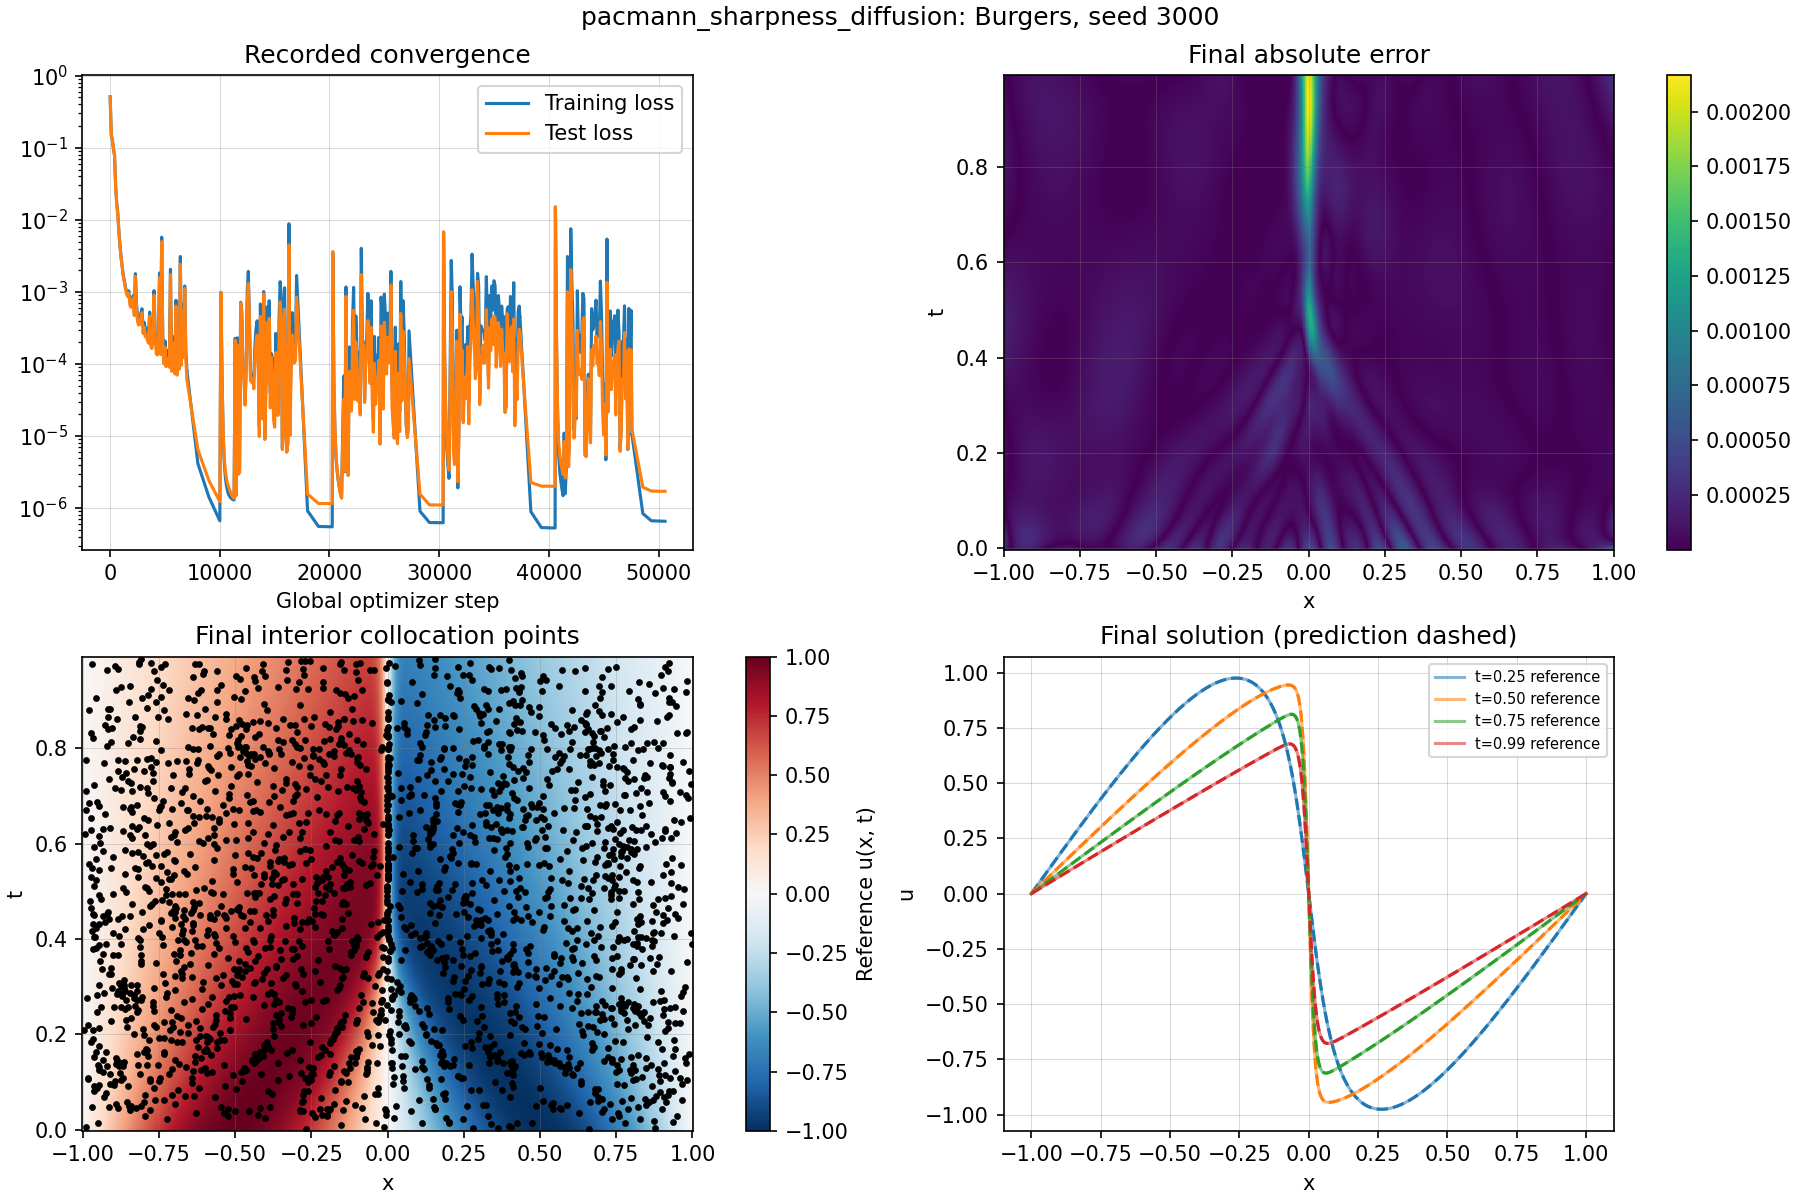 pacmann_sharpness_diffusion: Burgers, seed 3000
Recorded convergence
10⁰
10⁻¹
10⁻²
10⁻³
10⁻⁴
10⁻⁵
10⁻⁶
Training loss
Test loss
0 10000 20000 30000 40000 50000
Global optimizer step
Final absolute error
t
0.8
0.6
0.4
0.2
0.0
−1.00 −0.75 −0.50 −0.25 0.00 0.25 0.50 0.75 1.00
x
0.00200
0.00175
0.00150
0.00125
0.00100
0.00075
0.00050
0.00025
Final interior collocation points
t
0.8
0.6
0.4
0.2
0.0
−1.00 −0.75 −0.50 −0.25 0.00 0.25 0.50 0.75 1.00
x
1.00
0.75
0.50
0.25
0.00
−0.25
−0.50
−0.75
−1.00
Reference u(x, t)
Final solution (prediction dashed)
u
1.00
0.75
0.50
0.25
0.00
−0.25
−0.50
−0.75
−1.00
t=0.25 reference
t=0.50 reference
t=0.75 reference
t=0.99 reference
−1.00 −0.75 −0.50 −0.25 0.00 0.25 0.50 0.75 1.00
x